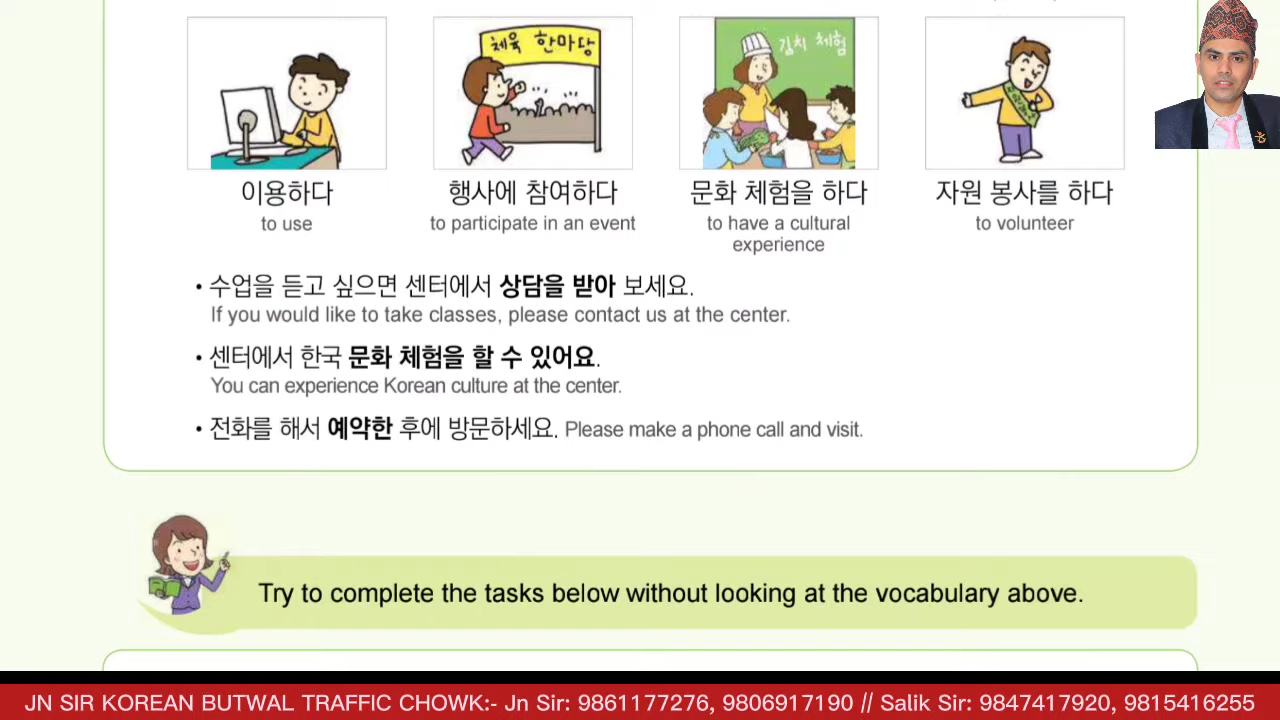 체육 한마당
김치 체험
이용하다
to use
행사에 참여하다
to participate in an event
문화 체험을 하다
to have a cultural
experience
자원 봉사를 하다
to volunteer
• 수업을 듣고 싶으면 센터에서 상담을 받아 보세요.
If you would like to take classes, please contact us at the center.
• 센터에서 한국 문화 체험을 할 수 있어요.
You can experience Korean culture at the center.
• 전화를 해서 예약한 후에 방문하세요. Please make a phone call and visit.
Try to complete the tasks below without looking at the vocabulary above.
JN SIR KOREAN BUTWAL TRAFFIC CHOWK:- Jn Sir: 9861177276, 9806917190 // Salik Sir: 9847417920, 9815416255